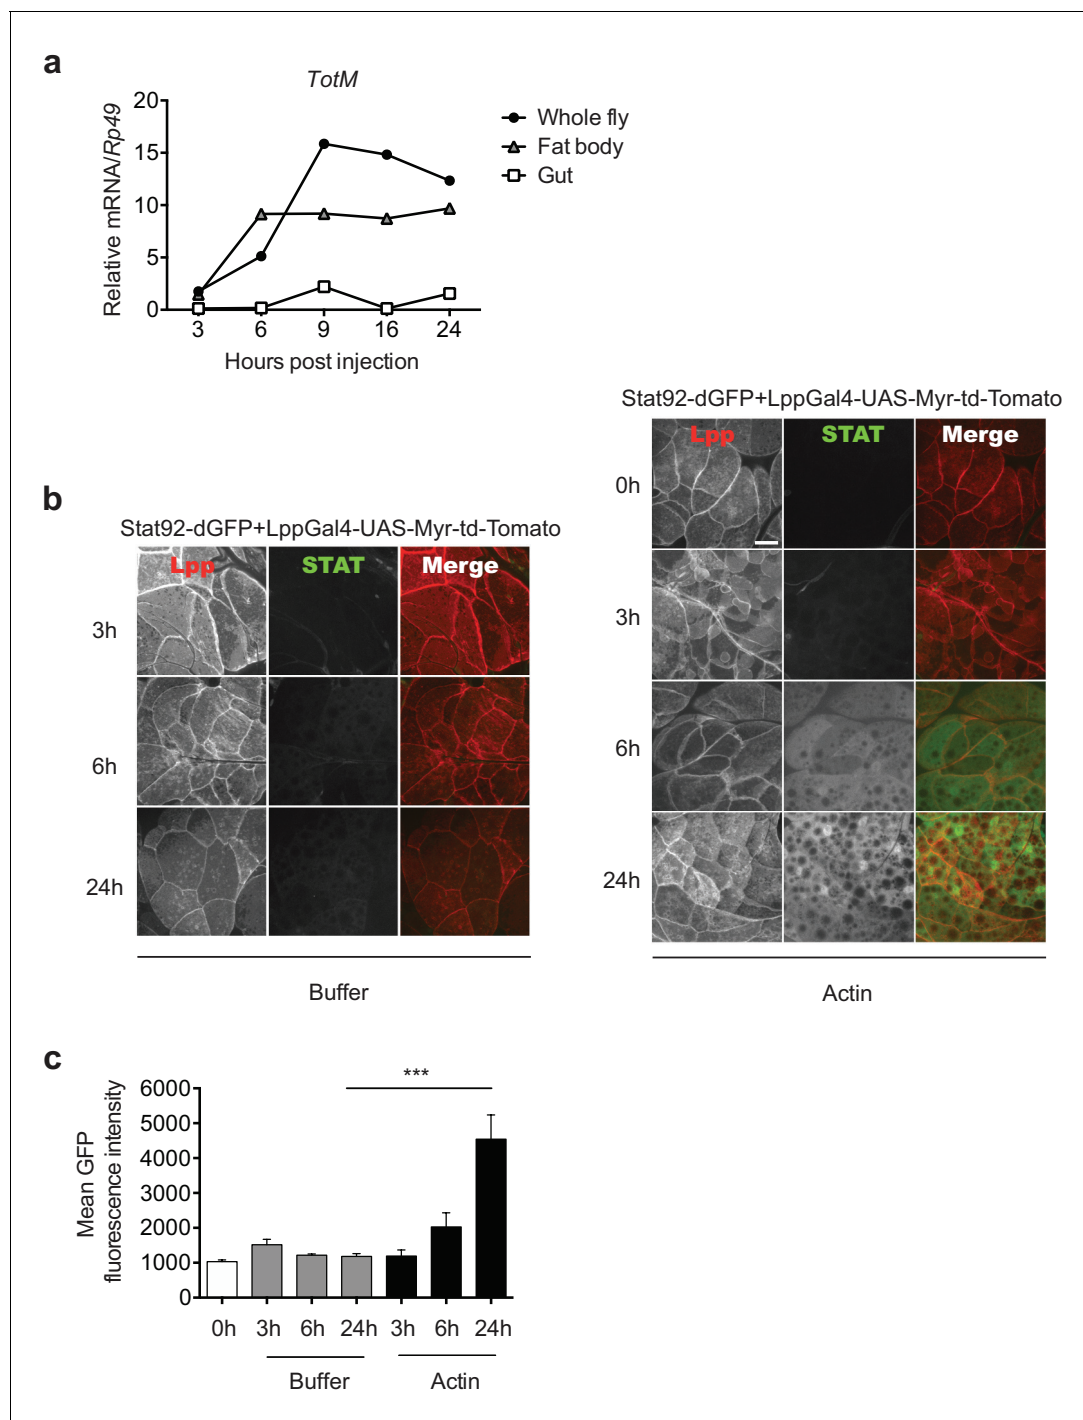 a
TotM
Relative mRNA/Rp49
20
15
10
5
0
3 6 9 16 24
Hours post injection
Whole fly
Fat body
Gut
b
Stat92-dGFP+LppGal4-UAS-Myr-td-Tomato
Lpp STAT Merge
3h
6h
24h
Buffer
Stat92-dGFP+LppGal4-UAS-Myr-td-Tomato
Lpp STAT Merge
0h
3h
6h
24h
Actin
c
Mean GFP
fluorescence intensity
6000
5000
4000
3000
2000
1000
0
***
0h 3h 6h 24h 3h 6h 24h
Buffer Actin